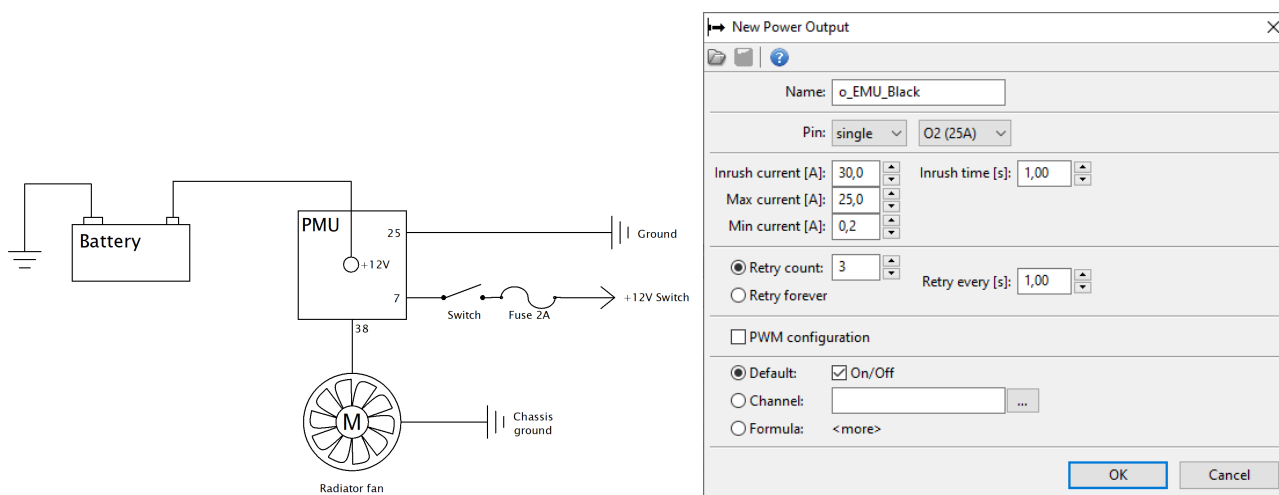 Battery
PMU
25
+12V
7
38
Ground
Switch
Fuse 2A
+12V Switch
M
Chassis
ground
Radiator fan
New Power Output
?
Name: o_EMU_Black
Pin: single O2 (25A)
Inrush current [A]: 30,0 Inrush time [s]: 1,00
Max current [A]: 25,0
Min current [A]: 0,2
Retry count: 3 Retry every [s]: 1,00
Retry forever
PWM configuration
Default: On/Off
Channel: ...
Formula: <more>
OK Cancel